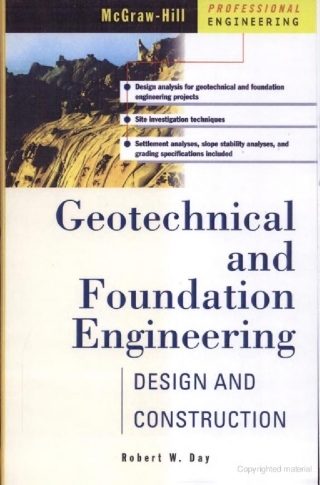 McGraw-Hill
PROFESSIONAL
ENGINEERING
Design analysis for geotechnical and foundation
engineering projects
Site investigation techniques
Settlement analyses, slope stability analyses, and
grading specifications included
Geotechnical
and
Foundation
Engineering
DESIGN AND
CONSTRUCTION
Robert W. Day
Copyrighted material